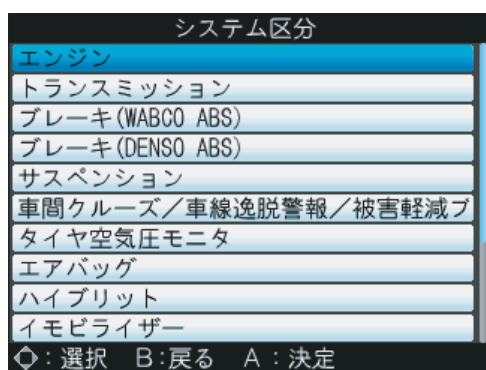 システム区分
エンジン
トランスミッション
ブレーキ(WABCO ABS)
ブレーキ(DENSO ABS)
サスペンション
車間クルーズ／車線逸脱警報／被害軽減ブ
タイヤ空気圧モニタ
エアバッグ
ハイブリット
イモビライザー
：選択 B：戻る A：決定